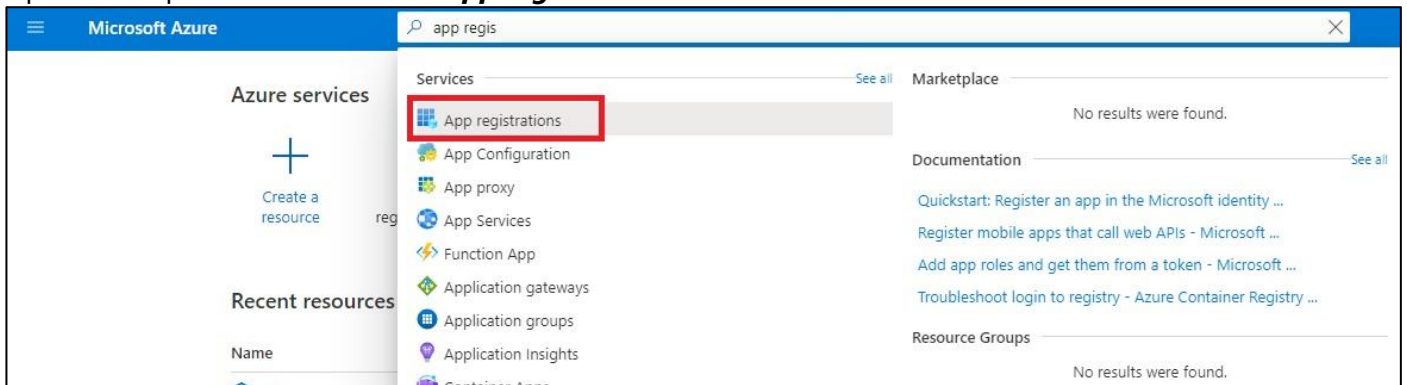 Microsoft Azure
app regis
Azure services
Create a
resource
reg
Services
See all
App registrations
App Configuration
App proxy
App Services
Function App
Application gateways
Application groups
Application Insights
Container Apps
Marketplace
No results were found.
Documentation
See all
Quickstart: Register an app in the Microsoft identity ...
Register mobile apps that call web APIs - Microsoft ...
Add app roles and get them from a token - Microsoft ...
Troubleshoot login to registry - Azure Container Registry ...
Resource Groups
No results were found.
Recent resources
Name